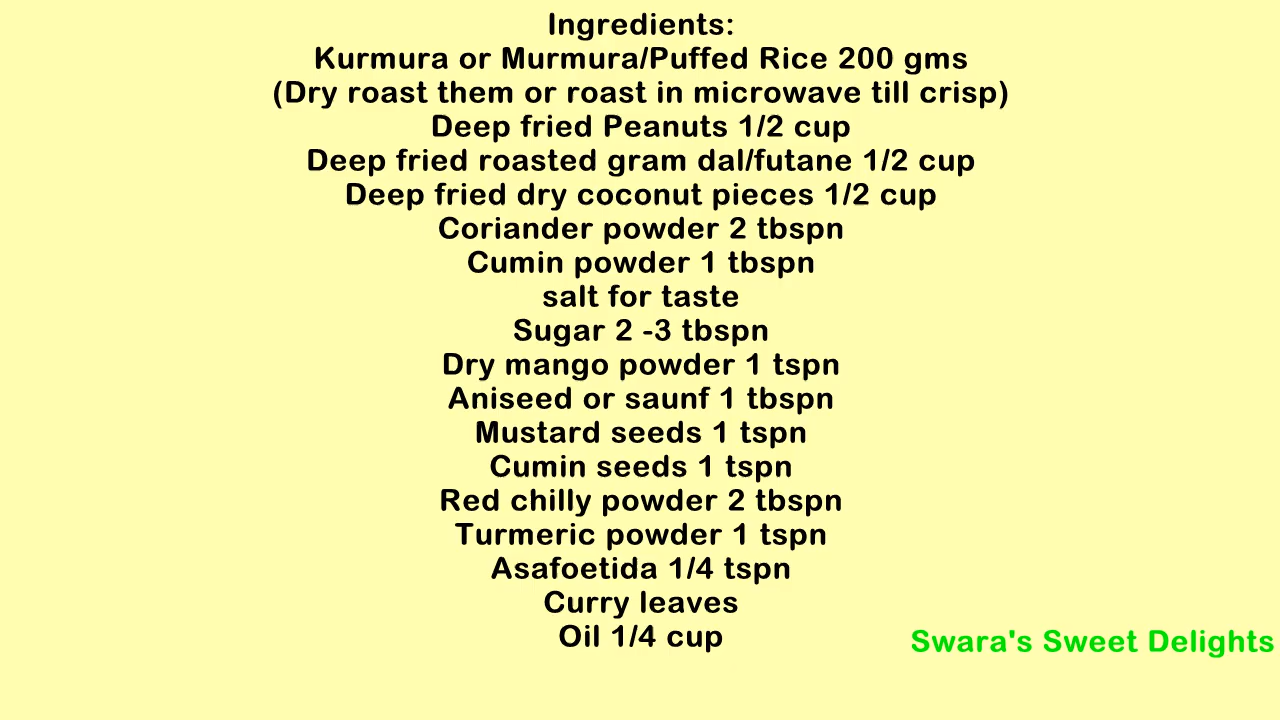 Ingredients:
Kurmura or Murmura/Puffed Rice 200 gms
(Dry roast them or roast in microwave till crisp)
Deep fried Peanuts 1/2 cup
Deep fried roasted gram dal/futane 1/2 cup
Deep fried dry coconut pieces 1/2 cup
Coriander powder 2 tbspn
Cumin powder 1 tbspn
salt for taste
Sugar 2 -3 tbspn
Dry mango powder 1 tspn
Aniseed or saunf 1 tbspn
Mustard seeds 1 tspn
Cumin seeds 1 tspn
Red chilly powder 2 tbspn
Turmeric powder 1 tspn
Asafoetida 1/4 tspn
Curry leaves
Oil 1/4 cup
Swara's Sweet Delights